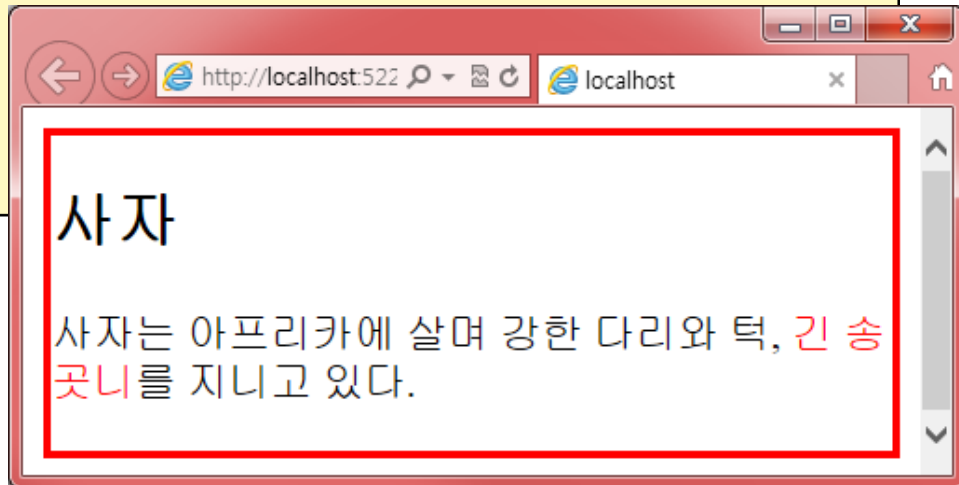 http://localhost:522
localhost
사자
사자는 아프리카에 살며 강한 다리와 턱, 긴 송
곳니를 지니고 있다.